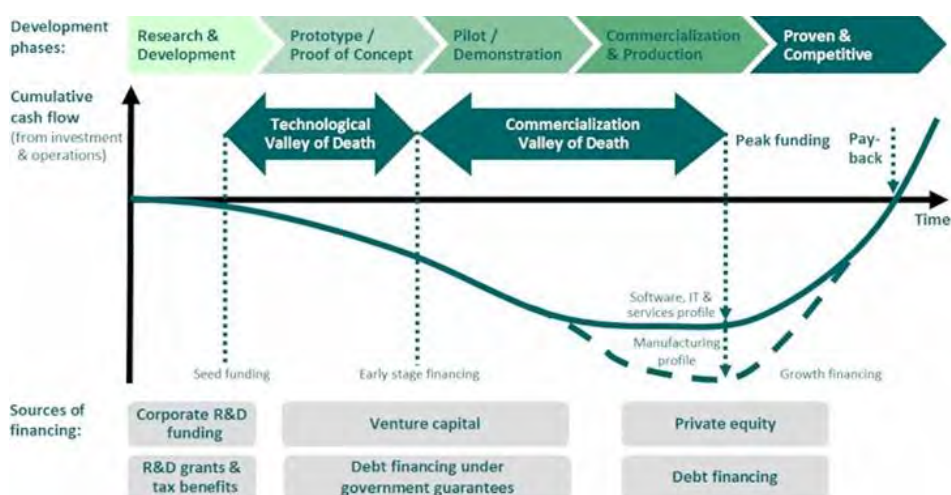 Development phases:
Research & Development
Prototype / Proof of Concept
Pilot / Demonstration
Commercialization & Production
Proven & Competitive
Cumulative cash flow
(from investment & operations)
Technological Valley of Death
Commercialization Valley of Death
Peak funding
Pay-back
Time
Software, IT & services profile
Manufacturing profile
Seed funding
Early stage financing
Growth financing
Sources of financing:
Corporate R&D funding
Venture capital
Private equity
R&D grants & tax benefits
Debt financing under government guarantees
Debt financing